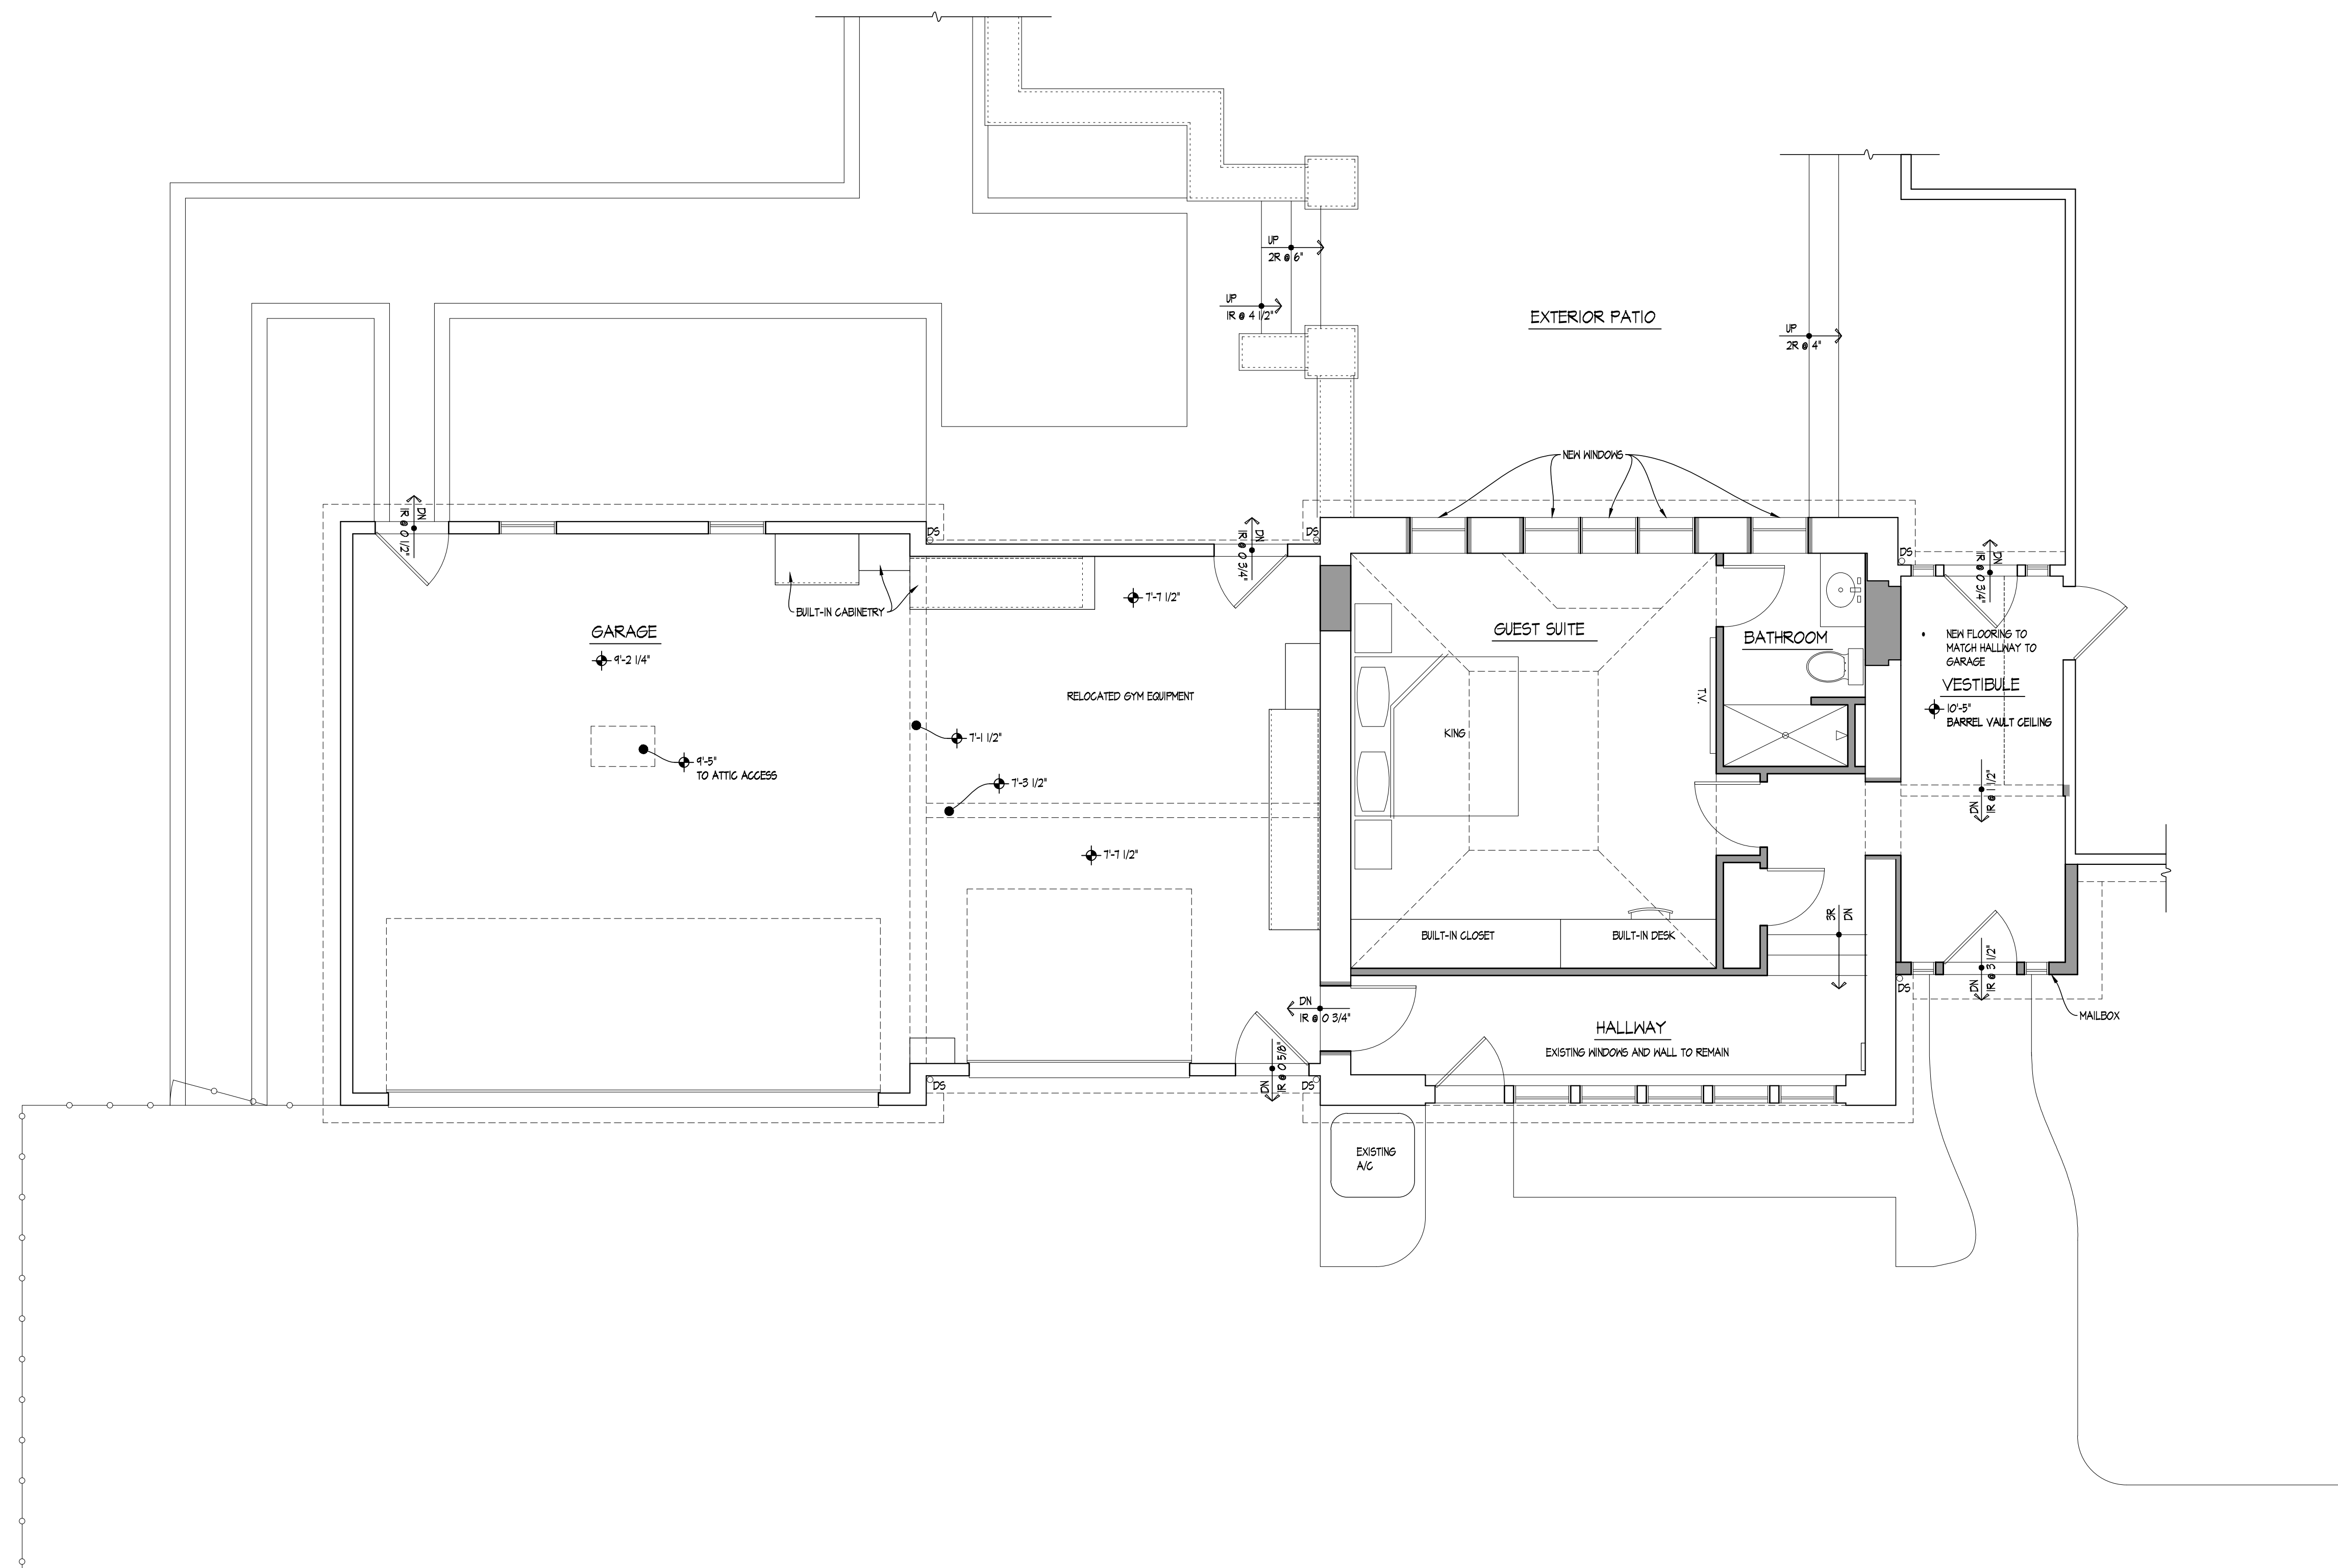 UP
2R @ 6"
UP
1R @ 4 1/2"
EXTERIOR PATIO
UP
2R @ 4"
NEW WINDOWS
DN
1R @ 0 1/2"
DS
DN
1R @ 0 3/4"
DS
DS
DN
1R @ 0 3/4"
BUILT-IN CABINETRY
7'-7 1/2"
GARAGE
9'-2 1/4"
GUEST SUITE
BATHROOM
NEW FLOORING TO
MATCH HALLWAY TO
GARAGE
VESTIBULE
10'-5"
BARREL VAULT CEILING
RELOCATED GYM EQUIPMENT
T.V.
KING
7'-1 1/2"
9'-5"
TO ATTIC ACCESS
7'-3 1/2"
DN
1R @ 1 1/2"
7'-7 1/2"
3R
DN
BUILT-IN CLOSET
BUILT-IN DESK
DN
1R @ 3 1/2"
DS
DN
1R @ 0 3/4"
MAILBOX
HALLWAY
EXISTING WINDOWS AND WALL TO REMAIN
DS
DN
1R @ 0 5/8"
DS
EXISTING
A/C